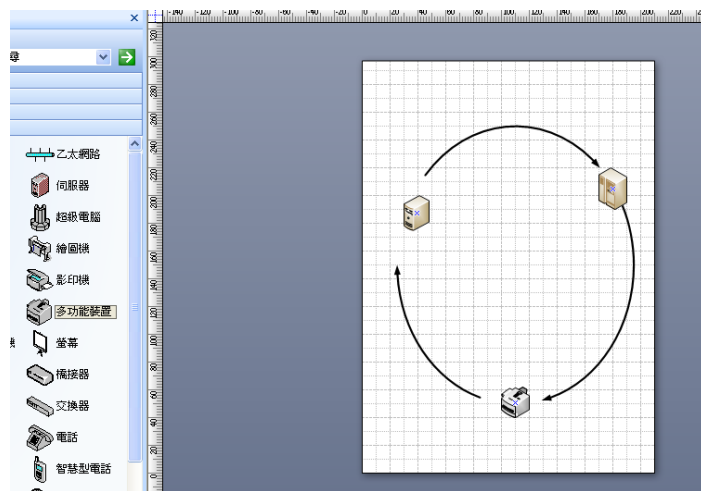 尋
乙太網路
伺服器
超級電腦
繪圖機
影印機
多功能裝置
螢幕
橋接器
交換器
電話
智慧型電話